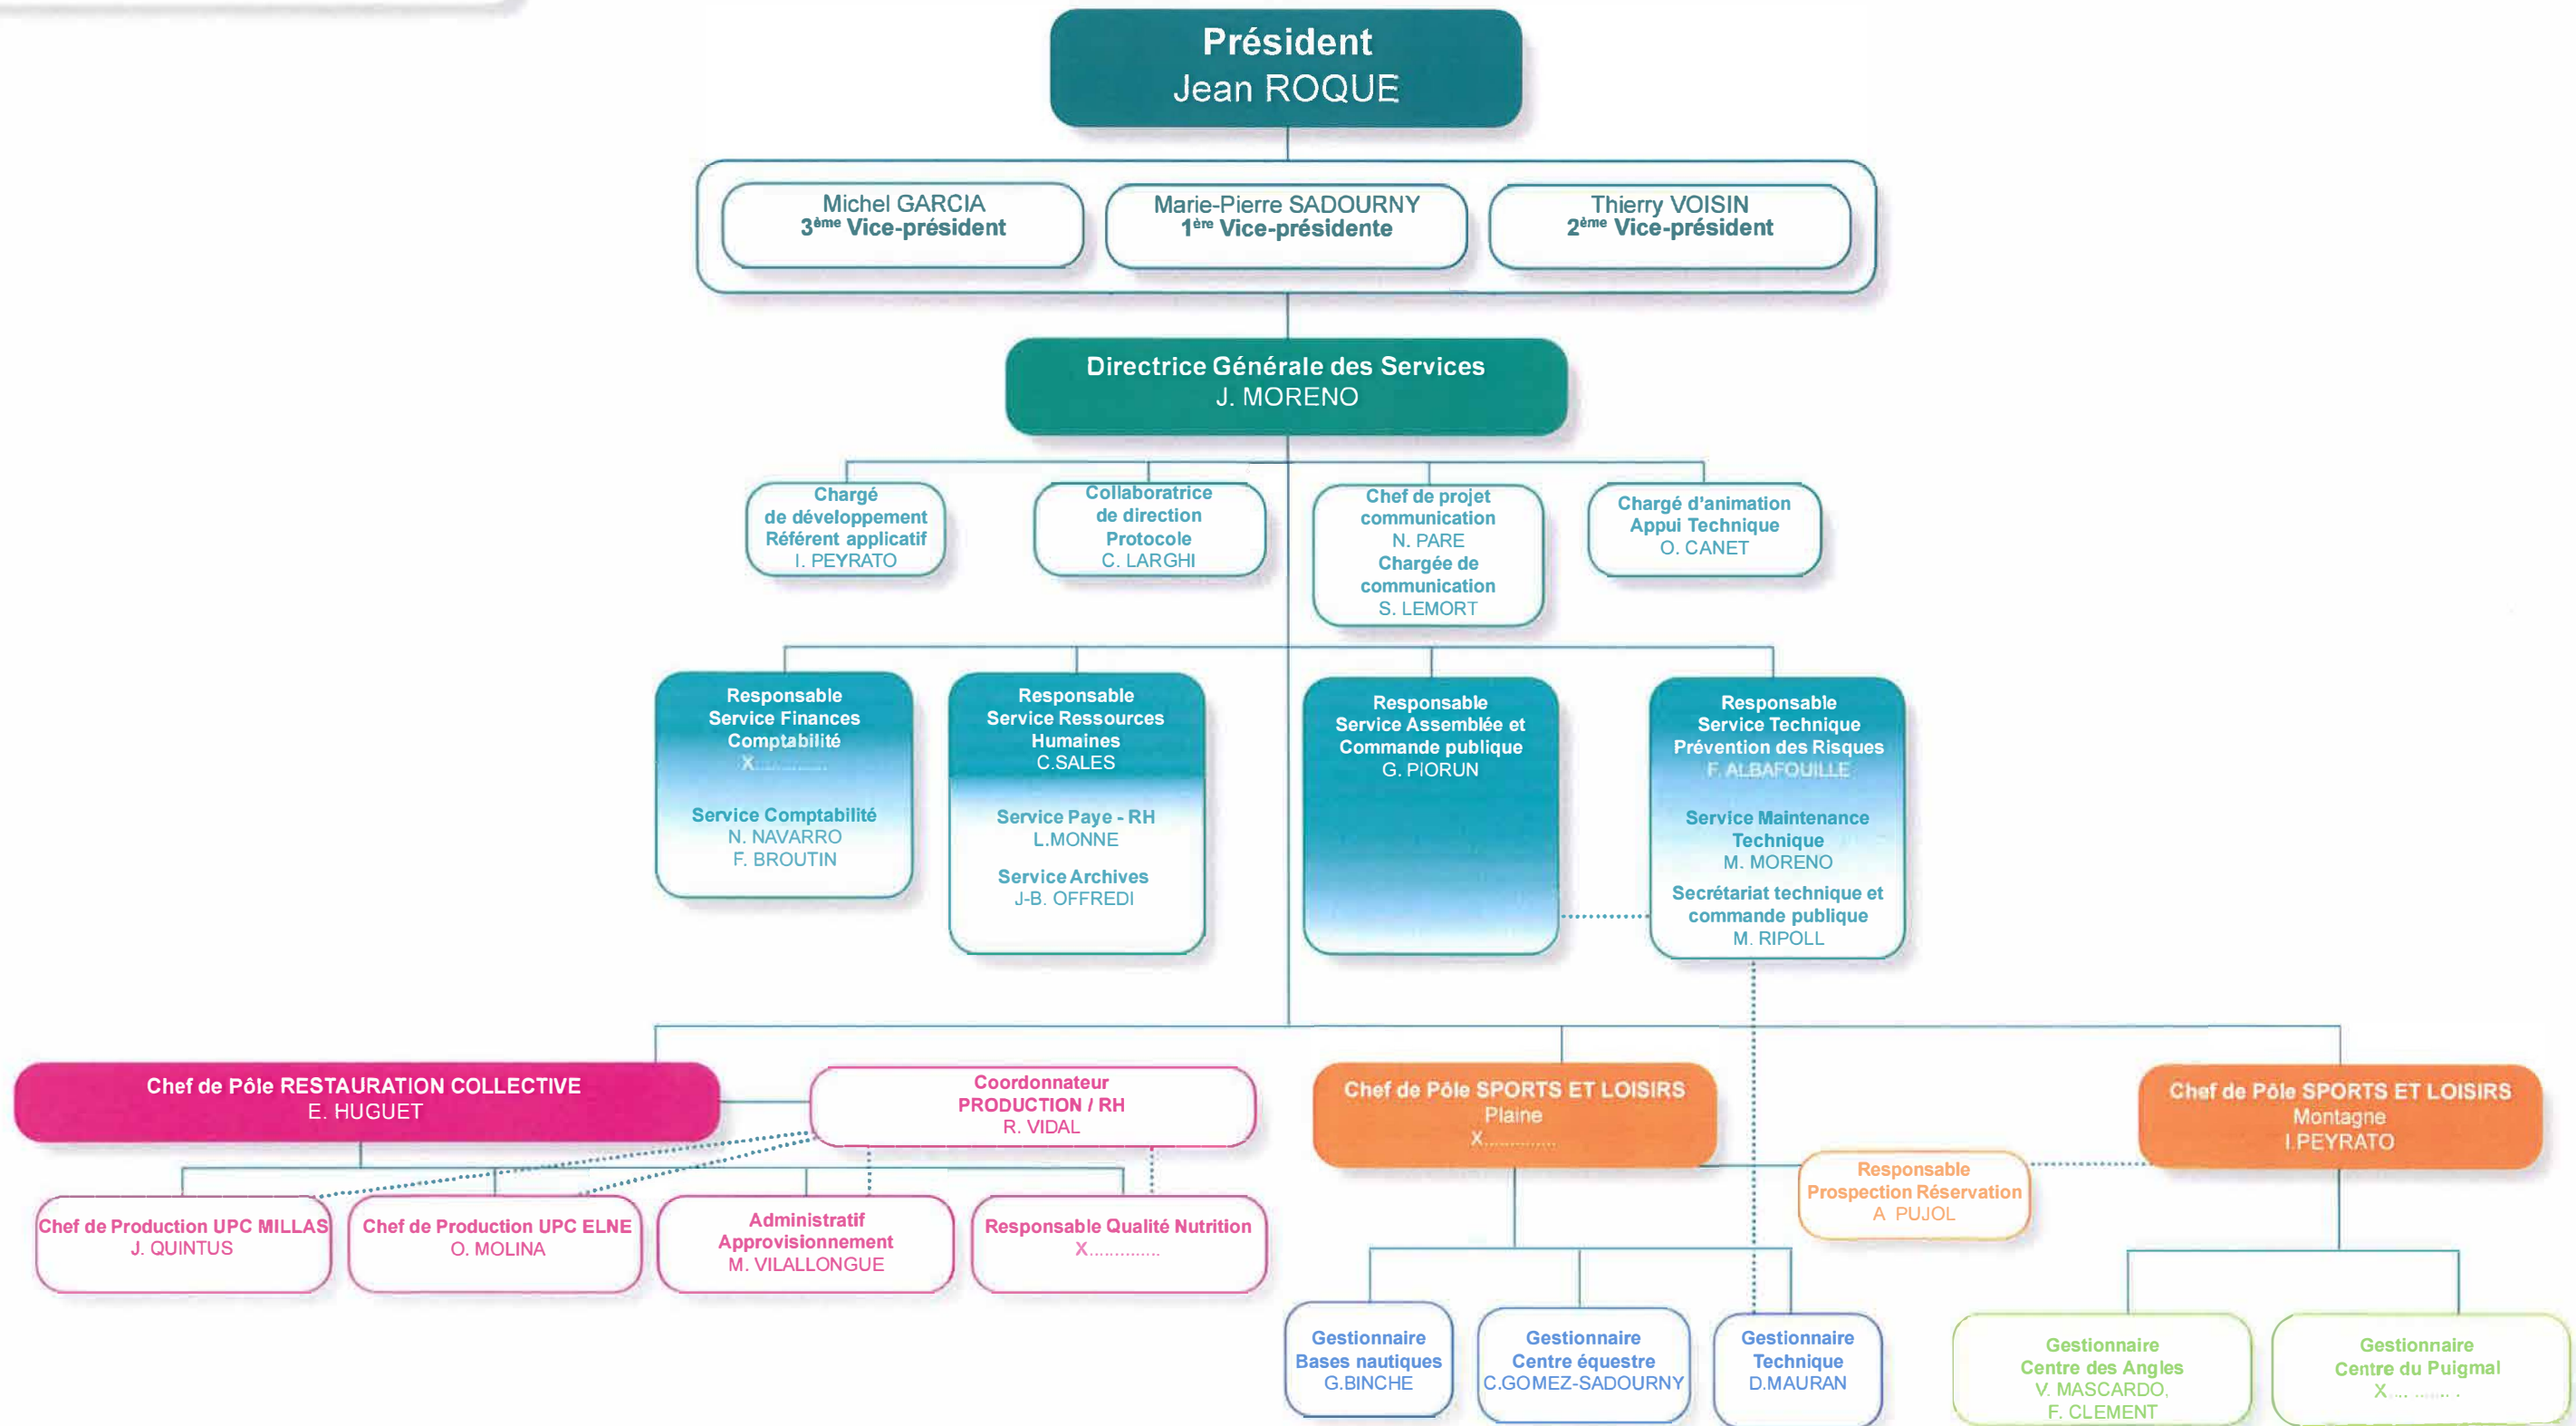 Président
Jean ROQUE
Michel GARCIA
3ème Vice-président
Marie-Pierre SADOURNY
1ère Vice-présidente
Thierry VOISIN
2ème Vice-président
Directrice Générale des Services
J. MORENO
Chargé
de développement
Référent applicatif
I. PEYRATO
Collaboratrice
de direction
Protocole
C. LARGHI
Chef de projet
communication
N. PARE
Chargée de
communication
S. LEMORT
Chargé d'animation
Appui Technique
O. CANET
Responsable
Service Finances
Comptabilité
X..............
Service Comptabilité
N. NAVARRO
F. BROUTIN
Responsable
Service Ressources
Humaines
C.SALES
Service Paye - RH
L.MONNE
Service Archives
J-B. OFFREDI
Responsable
Service Assemblée et
Commande publique
G. PIORUN
Responsable
Service Technique
Prévention des Risques
F. ALBAFOUILLE
Service Maintenance
Technique
M. MORENO
Secrétariat technique et
commande publique
M. RIPOLL
Chef de Pôle RESTAURATION COLLECTIVE
E. HUGUET
Coordonnateur
PRODUCTION / RH
R. VIDAL
Chef de Pôle SPORTS ET LOISIRS
Plaine
X..............
Chef de Pôle SPORTS ET LOISIRS
Montagne
I.PEYRATO
Responsable
Prospection Réservation
A PUJOL
Chef de Production UPC MILLAS
J. QUINTUS
Chef de Production UPC ELNE
O. MOLINA
Administratif
Approvisionnement
M. VILALLONGUE
Responsable Qualité Nutrition
X..............
Gestionnaire
Bases nautiques
G.BINCHE
Gestionnaire
Centre équestre
C.GOMEZ-SADOURNY
Gestionnaire
Technique
D.MAURAN
Gestionnaire
Centre des Angles
V. MASCARDO,
F. CLEMENT
Gestionnaire
Centre du Puigmal
X.... ....... .